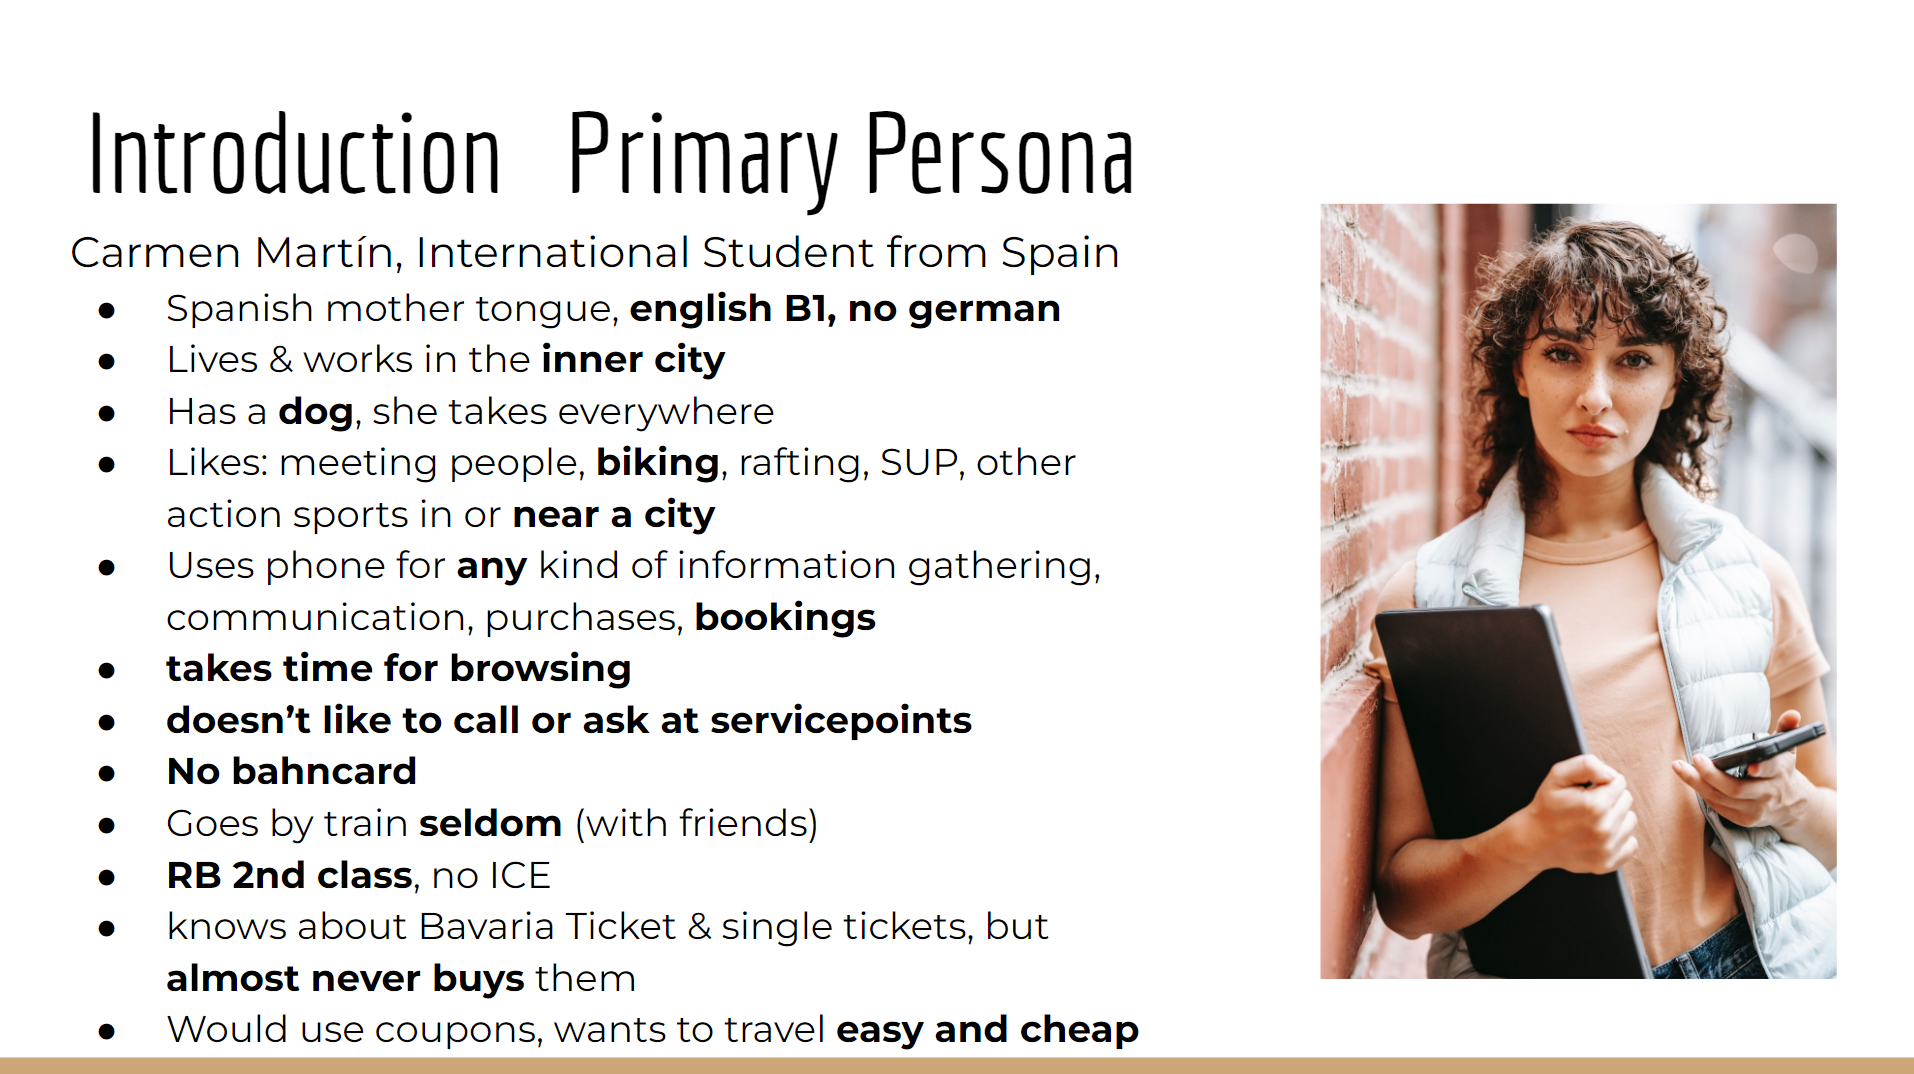 Introduction Primary Persona
Carmen Martín, International Student from Spain
● Spanish mother tongue, english B1, no german
● Lives & works in the inner city
● Has a dog, she takes everywhere
● Likes: meeting people, biking, rafting, SUP, other
action sports in or near a city
● Uses phone for any kind of information gathering,
communication, purchases, bookings
● takes time for browsing
● doesn’t like to call or ask at servicepoints
● No bahncard
● Goes by train seldom (with friends)
● RB 2nd class, no ICE
● knows about Bavaria Ticket & single tickets, but
almost never buys them
● Would use coupons, wants to travel easy and cheap